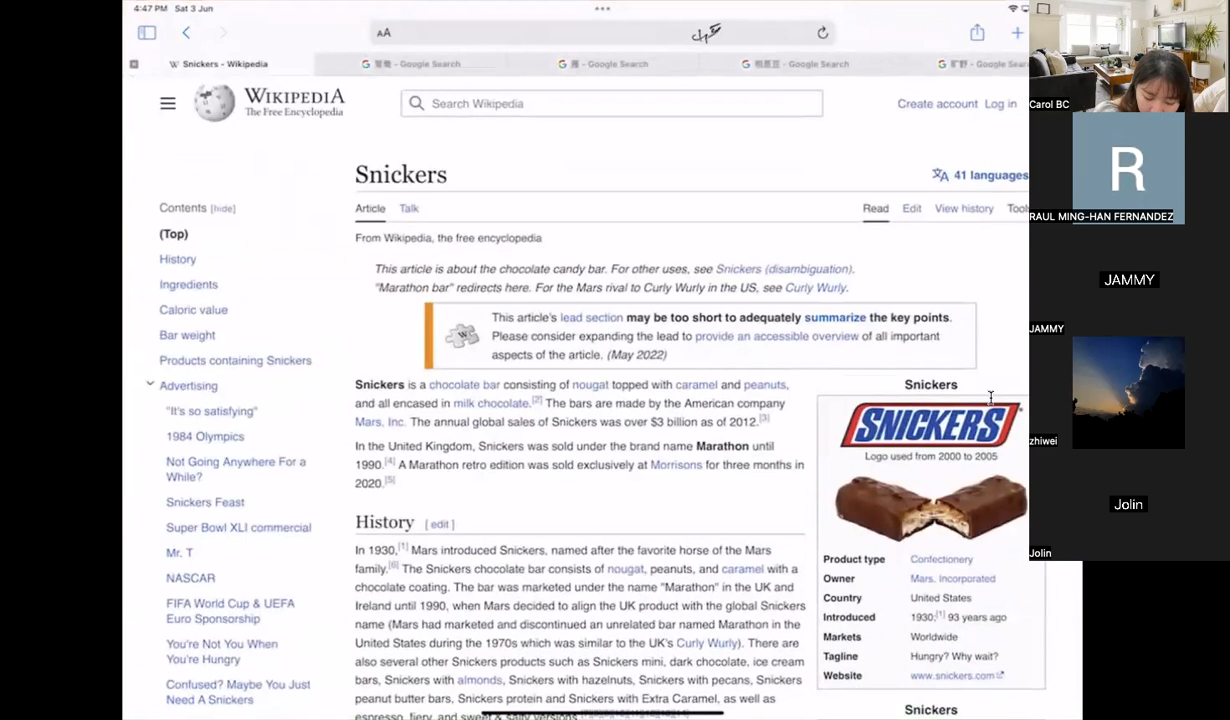 4:47 PM Sat 3 Jun
AA
Snickers - Wikipedia
- Google Search
- Google Search
- Google Search
- Google Sear
WIKIPEDIA
The Free Encyclopedia
Search Wikipedia
Create account Log in
Snickers
41 languages
Article Talk
Read Edit View history Tools
From Wikipedia, the free encyclopedia
This article is about the chocolate candy bar. For other uses, see Snickers (disambiguation).
"Marathon bar" redirects here. For the Mars rival to Curly Wurly in the US, see Curly Wurly.
This article's lead section may be too short to adequately summarize the key points.
Please consider expanding the lead to provide an accessible overview of all important
aspects of the article. (May 2022)
Snickers is a chocolate bar consisting of nougat topped with caramel and peanuts,
and all encased in milk chocolate.[2] The bars are made by the American company
Mars, Inc. The annual global sales of Snickers was over $3 billion as of 2012.[3]
In the United Kingdom, Snickers was sold under the brand name Marathon until
1990.[4] A Marathon retro edition was sold exclusively at Morrisons for three months in
2020.[5]
History [ edit ]
In 1930,[1] Mars introduced Snickers, named after the favorite horse of the Mars
family.[6] The Snickers chocolate bar consists of nougat, peanuts, and caramel with a
chocolate coating. The bar was marketed under the name "Marathon" in the UK and
Ireland until 1990, when Mars decided to align the UK product with the global Snickers
name (Mars had marketed and discontinued an unrelated bar named Marathon in the
United States during the 1970s which was similar to the UK's Curly Wurly). There are
also several other Snickers products such as Snickers mini, dark chocolate, ice cream
bars, Snickers with almonds, Snickers with hazelnuts, Snickers with pecans, Snickers
peanut butter bars, Snickers protein and Snickers with Extra Caramel, as well as
espresso, fiery, and sweet & salty versions.
Contents [hide]
(Top)
History
Ingredients
Caloric value
Bar weight
Products containing Snickers
Advertising
"It's so satisfying"
1984 Olympics
Not Going Anywhere For a
While?
Snickers Feast
Super Bowl XLI commercial
Mr. T
NASCAR
FIFA World Cup & UEFA
Euro Sponsorship
You're Not You When
You're Hungry
Confused? Maybe You Just
Need A Snickers
Snickers
SNICKERS
Logo used from 2000 to 2005
Product type Confectionery
Owner Mars, Incorporated
Country United States
Introduced 1930;[1] 93 years ago
Markets Worldwide
Tagline Hungry? Why wait?
Website www.snickers.com
Snickers
Carol BC
R
RAUL MING-HAN FERNANDEZ
JAMMY
JAMMY
zhiwei
Jolin
Jolin